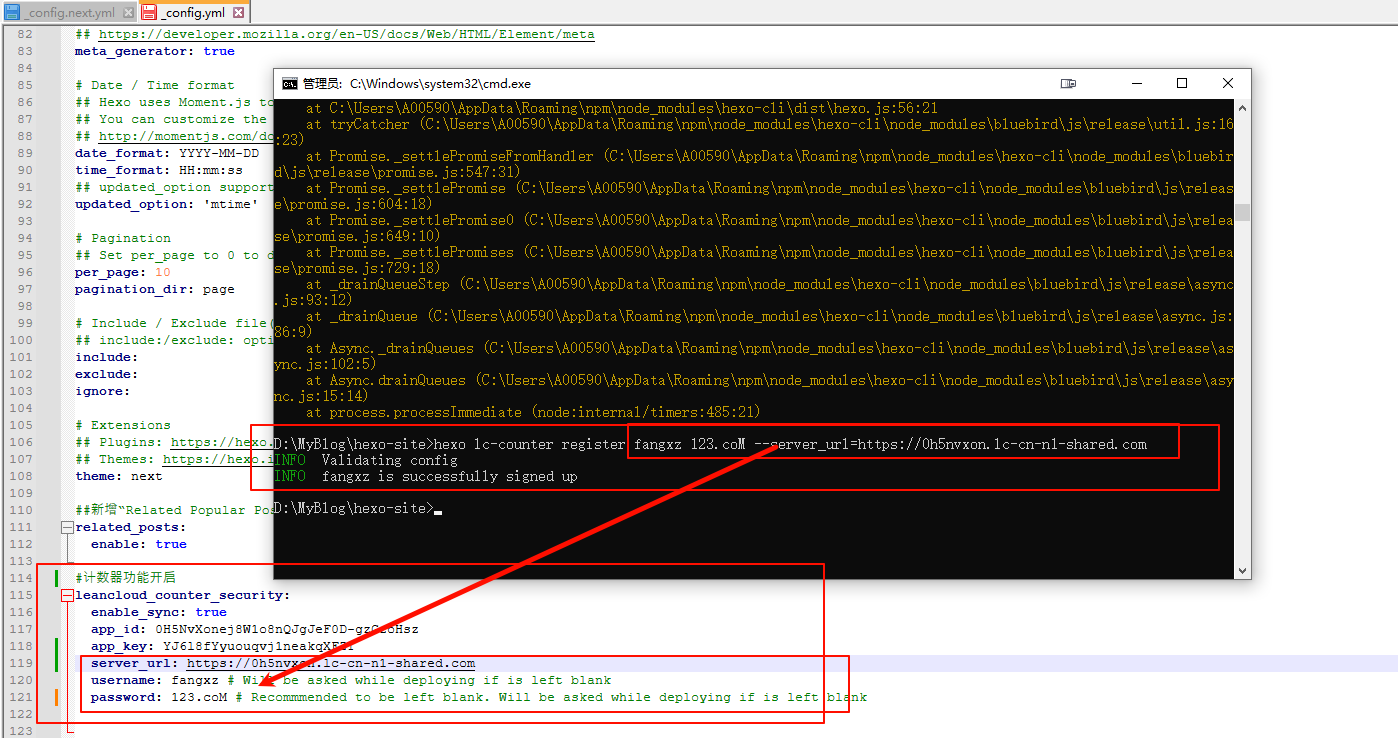 _config.next.yml
_config.yml
82 ## https://developer.mozilla.org/en-US/docs/Web/HTML/Element/meta
83 meta_generator: true
84
85 # Date / Time format
86 ## Hexo uses Moment.js to
87 ## You can customize the
88 ## http://momentjs.com/do
89 date_format: YYYY-MM-DD
90 time_format: HH:mm:ss
91 ## updated_option support
92 updated_option: 'mtime'
93
94 # Pagination
95 ## Set per_page to 0 to d
96 per_page: 10
97 pagination_dir: page
98
99 # Include / Exclude file(
100 ## include:/exclude: opti
101 include:
102 exclude:
103 ignore:
104
105 # Extensions
106 ## Plugins: https://hexo.
107 ## Themes: https://hexo.i
108 theme: next
109
110 ##新增"Related Popular Pos
111 related_posts:
112 enable: true
113
114 #计数器功能开启
115 leancloud_counter_security:
116 enable_sync: true
117 app_id:
118 app_key:
119 server_url: https://0h5nvxon.lc-cn-n1-shared.com
120 username: fangxz # Will be asked while deploying if is left blank
121 password: 123.coM # Recommmended to be left blank. Will be asked while deploying if is left blank
122
123
管理员: C:\Windows\system32\cmd.exe
at C:\Users\A00590\AppData\Roaming\npm\node_modules\hexo-cli\dist\hexo.js:56:21
at tryCatcher (C:\Users\A00590\AppData\Roaming\npm\node_modules\hexo-cli\node_modules\bluebird\js\release\util.js:16
:23)
at Promise._settlePromiseFromHandler (C:\Users\A00590\AppData\Roaming\npm\node_modules\hexo-cli\node_modules\bluebir
d\js\release\promise.js:547:31)
at Promise._settlePromise (C:\Users\A00590\AppData\Roaming\npm\node_modules\hexo-cli\node_modules\bluebird\js\releas
e\promise.js:604:18)
at Promise._settlePromise0 (C:\Users\A00590\AppData\Roaming\npm\node_modules\hexo-cli\node_modules\bluebird\js\relea
se\promise.js:649:10)
at Promise._settlePromises (C:\Users\A00590\AppData\Roaming\npm\node_modules\hexo-cli\node_modules\bluebird\js\relea
se\promise.js:729:18)
at _drainQueueStep (C:\Users\A00590\AppData\Roaming\npm\node_modules\hexo-cli\node_modules\bluebird\js\release\async
.js:93:12)
at _drainQueue (C:\Users\A00590\AppData\Roaming\npm\node_modules\hexo-cli\node_modules\bluebird\js\release\async.js:
86:9)
at Async._drainQueues (C:\Users\A00590\AppData\Roaming\npm\node_modules\hexo-cli\node_modules\bluebird\js\release\as
ync.js:102:5)
at Async.drainQueues (C:\Users\A00590\AppData\Roaming\npm\node_modules\hexo-cli\node_modules\bluebird\js\release\asy
nc.js:15:14)
at process.processImmediate (node:internal/timers:485:21)
D:\MyBlog\hexo-site>hexo lc-counter register fangxz 123.coM --server_url=https://0h5nvxon.lc-cn-n1-shared.com
INFO Validating config
INFO fangxz is successfully signed up
D:\MyBlog\hexo-site>